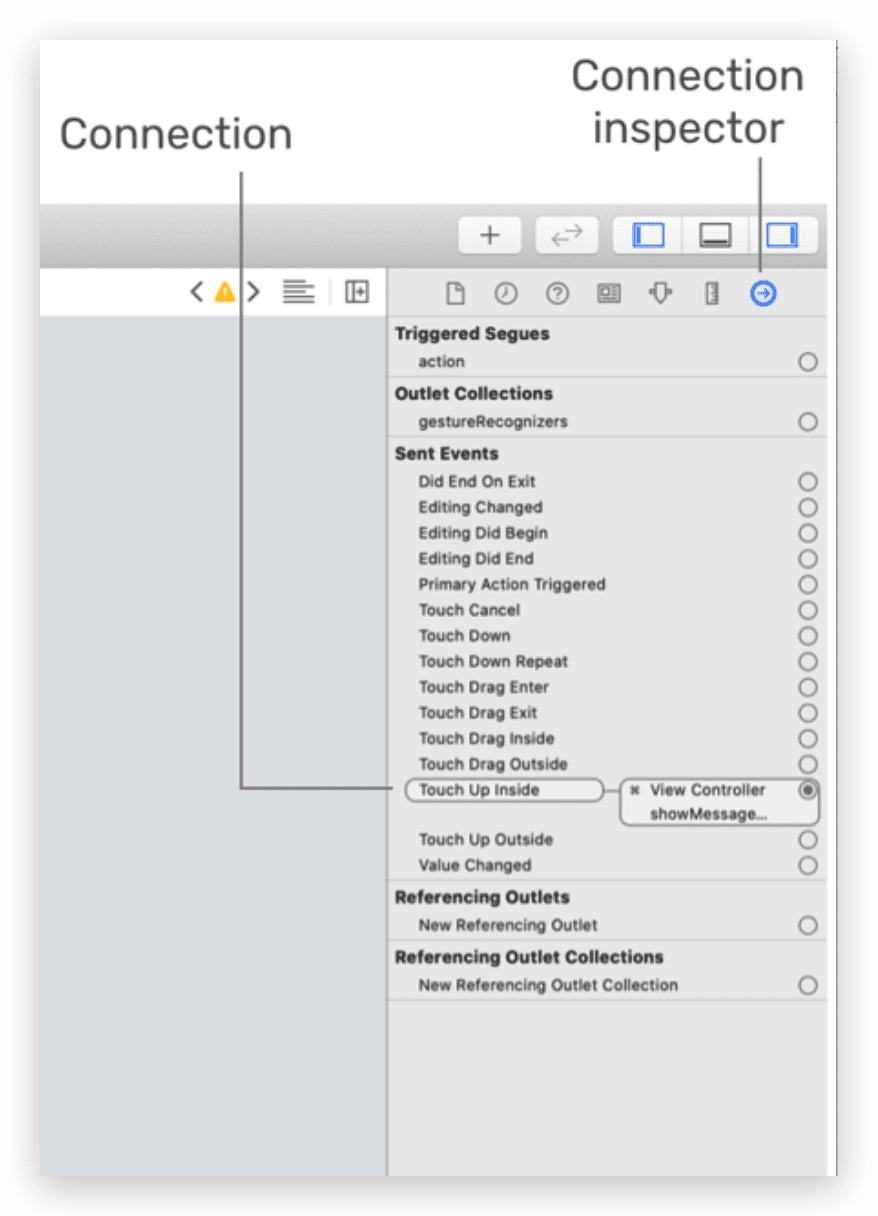 Connection
Connection
inspector
Triggered Segues
action
Outlet Collections
gestureRecognizers
Sent Events
Did End On Exit
Editing Changed
Editing Did Begin
Editing Did End
Primary Action Triggered
Touch Cancel
Touch Down
Touch Down Repeat
Touch Drag Enter
Touch Drag Exit
Touch Drag Inside
Touch Drag Outside
Touch Up Inside
View Controller
showMessage...
Touch Up Outside
Value Changed
Referencing Outlets
New Referencing Outlet
Referencing Outlet Collections
New Referencing Outlet Collection